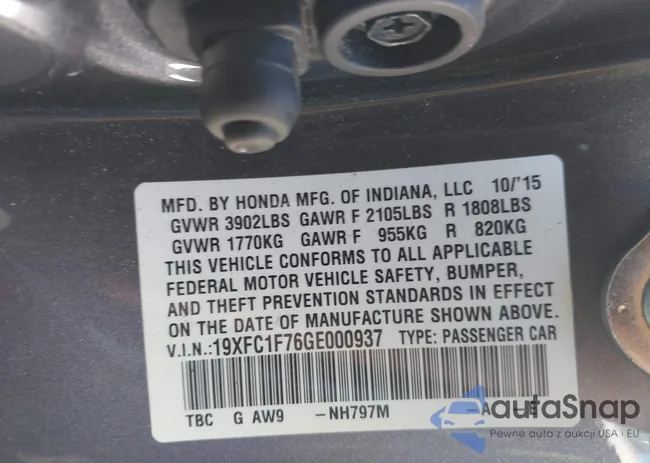 MFD. BY HONDA MFG. OF INDIANA, LLC 10/'15
GVWR 3902LBS GAWR F 2105LBS R 1808LBS
GVWR 1770KG GAWR F 955KG R 820KG
THIS VEHICLE CONFORMS TO ALL APPLICABLE
FEDERAL MOTOR VEHICLE SAFETY, BUMPER,
AND THEFT PREVENTION STANDARDS IN EFFECT
ON THE DATE OF MANUFACTURE SHOWN ABOVE.
V.I.N.:19XFC1F76GE000937 TYPE: PASSENGER CAR
TBC G AW9 -NH797M
autaSnap
Pewne auta z aukcji USA i EU